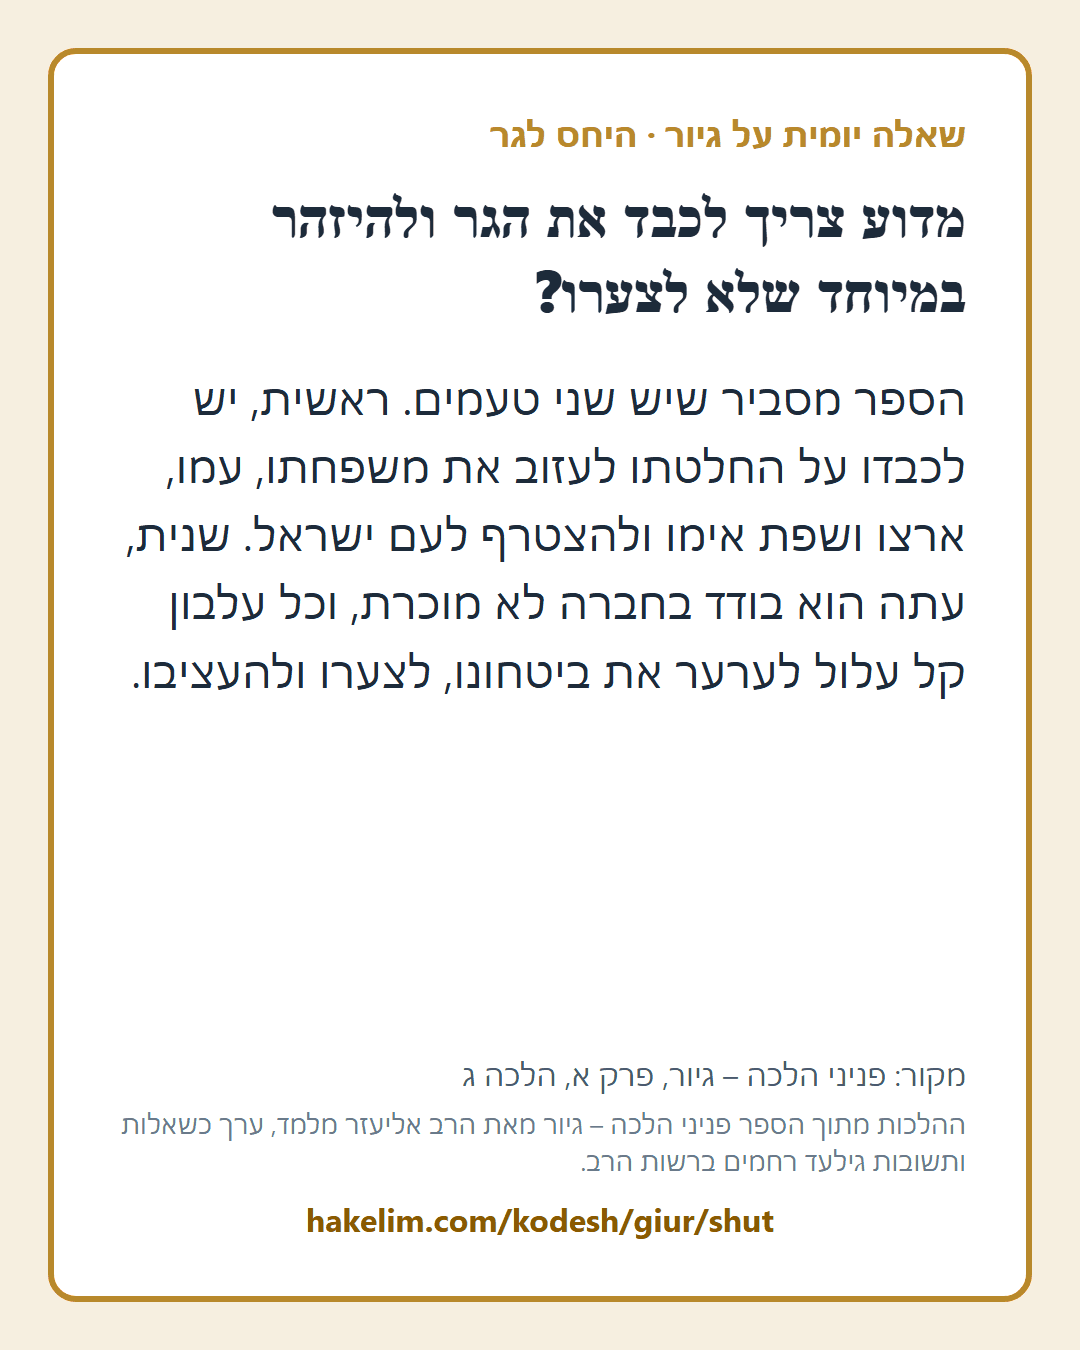 שאלה יומית על גיור · היחס לגר
מדוע צריך לכבד את הגר ולהיזהר
במיוחד שלא לצערו?
הספר מסביר שיש שני טעמים. ראשית, יש
לכבדו על החלטתו לעזוב את משפחתו, עמו,
ארצו ושפת אימו ולהצטרף לעם ישראל. שנית,
עתה הוא בודד בחברה לא מוכרת, וכל עלבון
קל עלול לערער את ביטחונו, לצערו ולהעציבו.
מקור: פניני הלכה – גיור, פרק א, הלכה ג
ההלכות מתוך הספר פניני הלכה – גיור מאת הרב אליעזר מלמד, ערך כשאלות
ותשובות גילעד רחמים ברשות הרב.
hakelim.com/kodesh/giur/shut